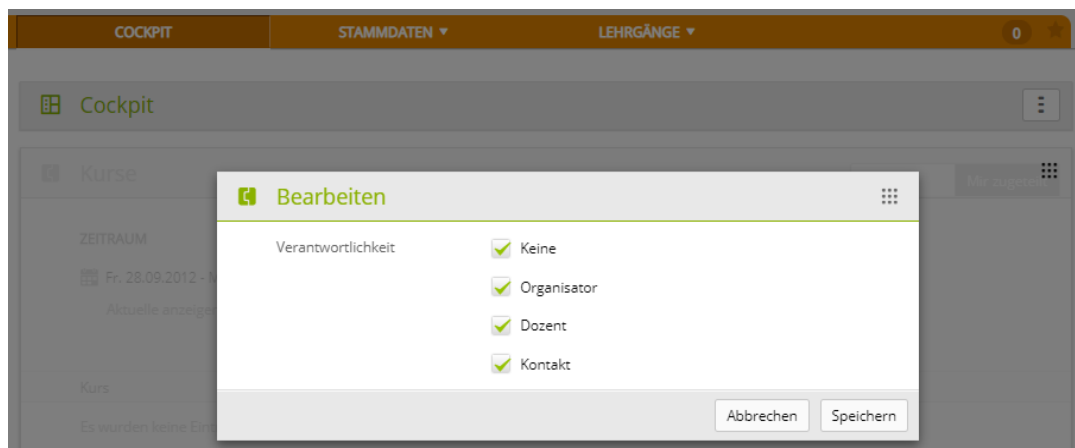 COCKPIT STAMMDATEN ▼ LEHRGÄNGE ▼ 0
Cockpit
Kurse
Bearbeiten
ZEITRAUM
Verantwortlichkeit Keine
Fr. 28.09.2012 -
Organisator
Aktuelle
Dozent
Kontakt
Kurs
Abbrechen Speichern
Es wurden keine